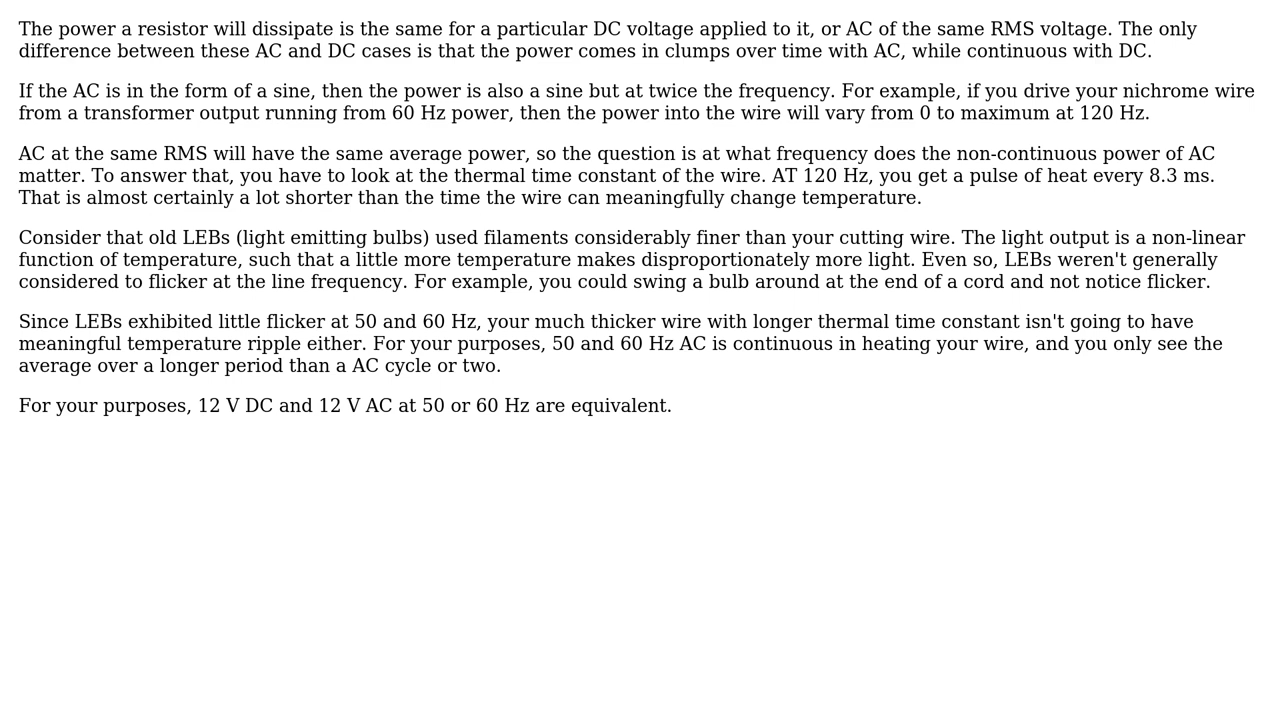 The power a resistor will dissipate is the same for a particular DC voltage applied to it, or AC of the same RMS voltage. The only
difference between these AC and DC cases is that the power comes in clumps over time with AC, while continuous with DC.
If the AC is in the form of a sine, then the power is also a sine but at twice the frequency. For example, if you drive your nichrome wire
from a transformer output running from 60 Hz power, then the power into the wire will vary from 0 to maximum at 120 Hz.
AC at the same RMS will have the same average power, so the question is at what frequency does the non-continuous power of AC
matter. To answer that, you have to look at the thermal time constant of the wire. AT 120 Hz, you get a pulse of heat every 8.3 ms.
That is almost certainly a lot shorter than the time the wire can meaningfully change temperature.
Consider that old LEBs (light emitting bulbs) used filaments considerably finer than your cutting wire. The light output is a non-linear
function of temperature, such that a little more temperature makes disproportionately more light. Even so, LEBs weren't generally
considered to flicker at the line frequency. For example, you could swing a bulb around at the end of a cord and not notice flicker.
Since LEBs exhibited little flicker at 50 and 60 Hz, your much thicker wire with longer thermal time constant isn't going to have
meaningful temperature ripple either. For your purposes, 50 and 60 Hz AC is continuous in heating your wire, and you only see the
average over a longer period than a AC cycle or two.
For your purposes, 12 V DC and 12 V AC at 50 or 60 Hz are equivalent.